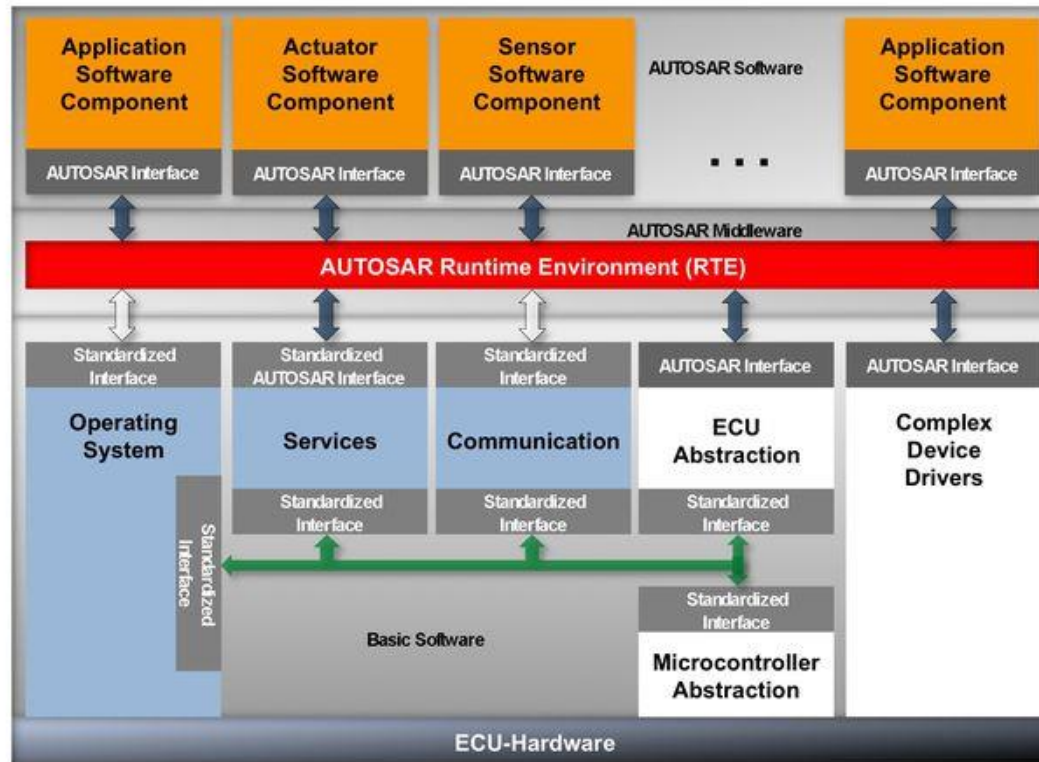 Application
Software
Component
Actuator
Software
Component
Sensor
Software
Component
AUTOSAR Software
. . .
Application
Software
Component
AUTOSAR Interface
AUTOSAR Interface
AUTOSAR Interface
AUTOSAR Interface
AUTOSAR Middleware
AUTOSAR Runtime Environment (RTE)
Standardized
Interface
Standardized
AUTOSAR Interface
Standardized
Interface
AUTOSAR Interface
AUTOSAR Interface
Operating
System
Services
Communication
ECU
Abstraction
Complex
Device
Drivers
Standardized
Interface
Standardized
Interface
Standardized
Interface
Standardized
Interface
Standardized
Interface
Basic Software
Microcontroller
Abstraction
ECU-Hardware